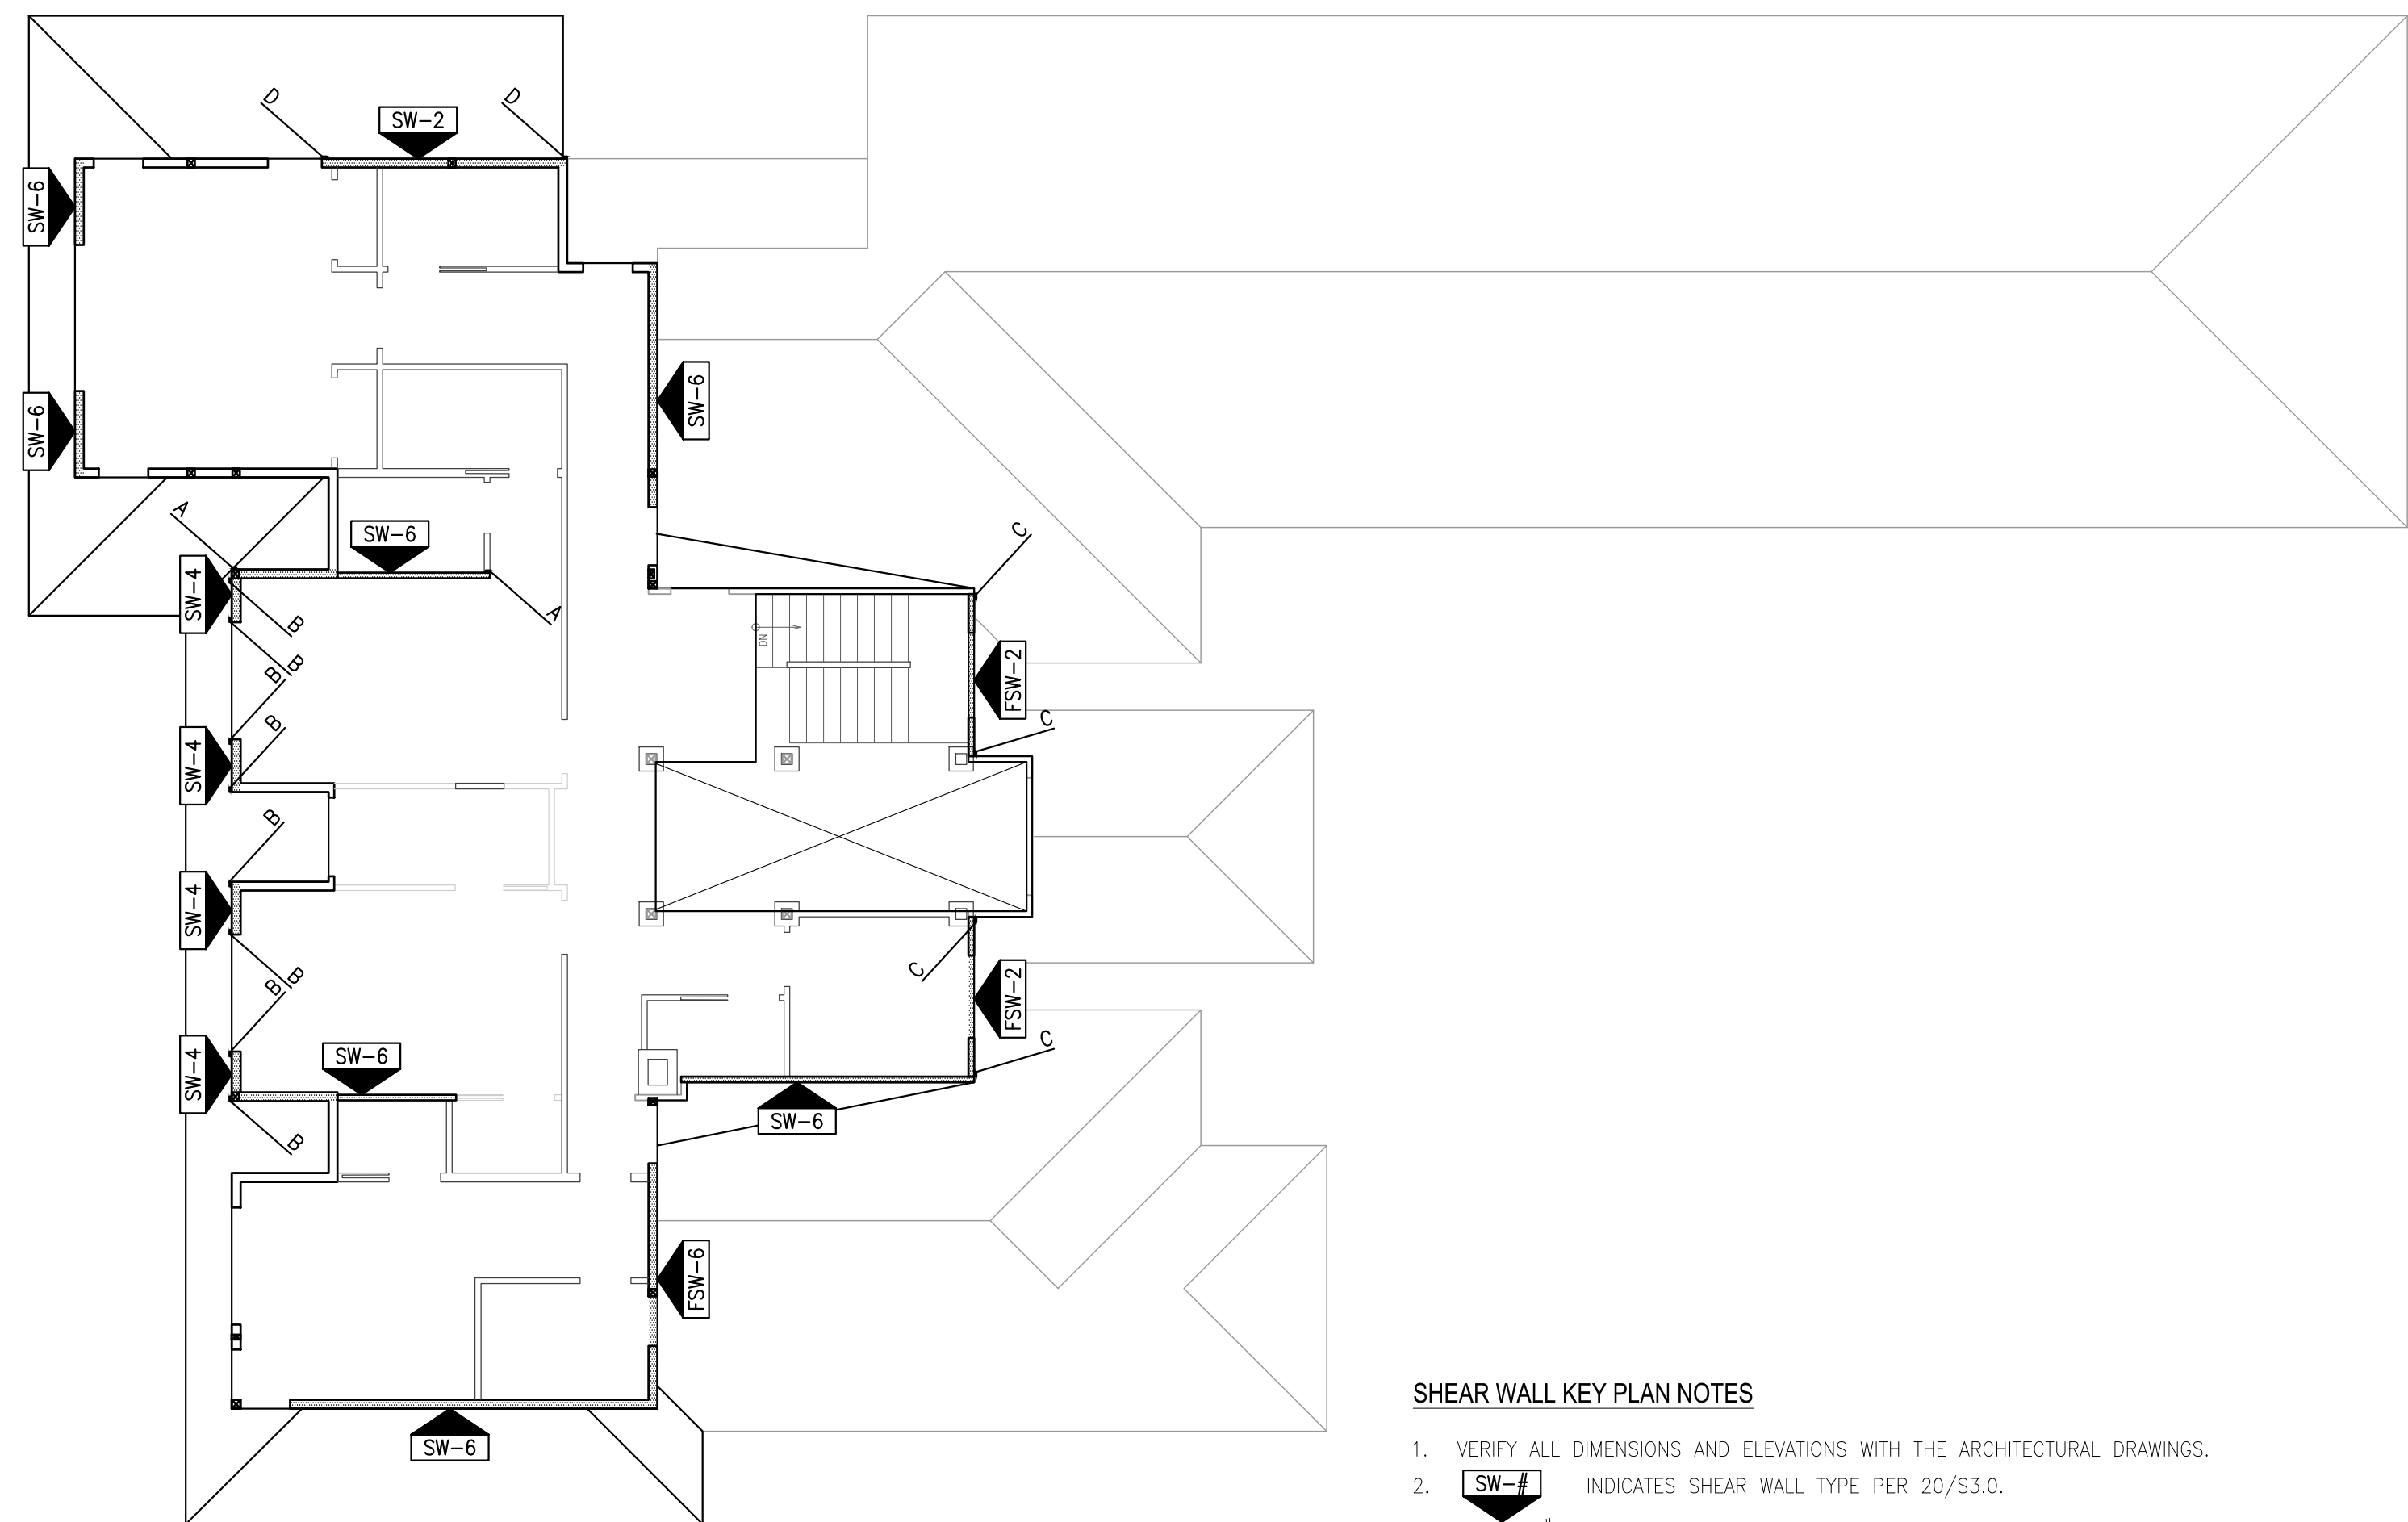 D
D
SW-2
SW-6
SW-6
SW-6
A
C
SW-6
SW-4
A
B
DN
B
FSW-2
B
C
B
SW-4
B
SW-4
C
B
FSW-2
B
C
SW-6
SW-4
SW-6
B
FSW-6
SHEAR WALL KEY PLAN NOTES
SW-6
1. VERIFY ALL DIMENSIONS AND ELEVATIONS WITH THE ARCHITECTURAL DRAWINGS.
2. SW-# INDICATES SHEAR WALL TYPE PER 20/S3.0.